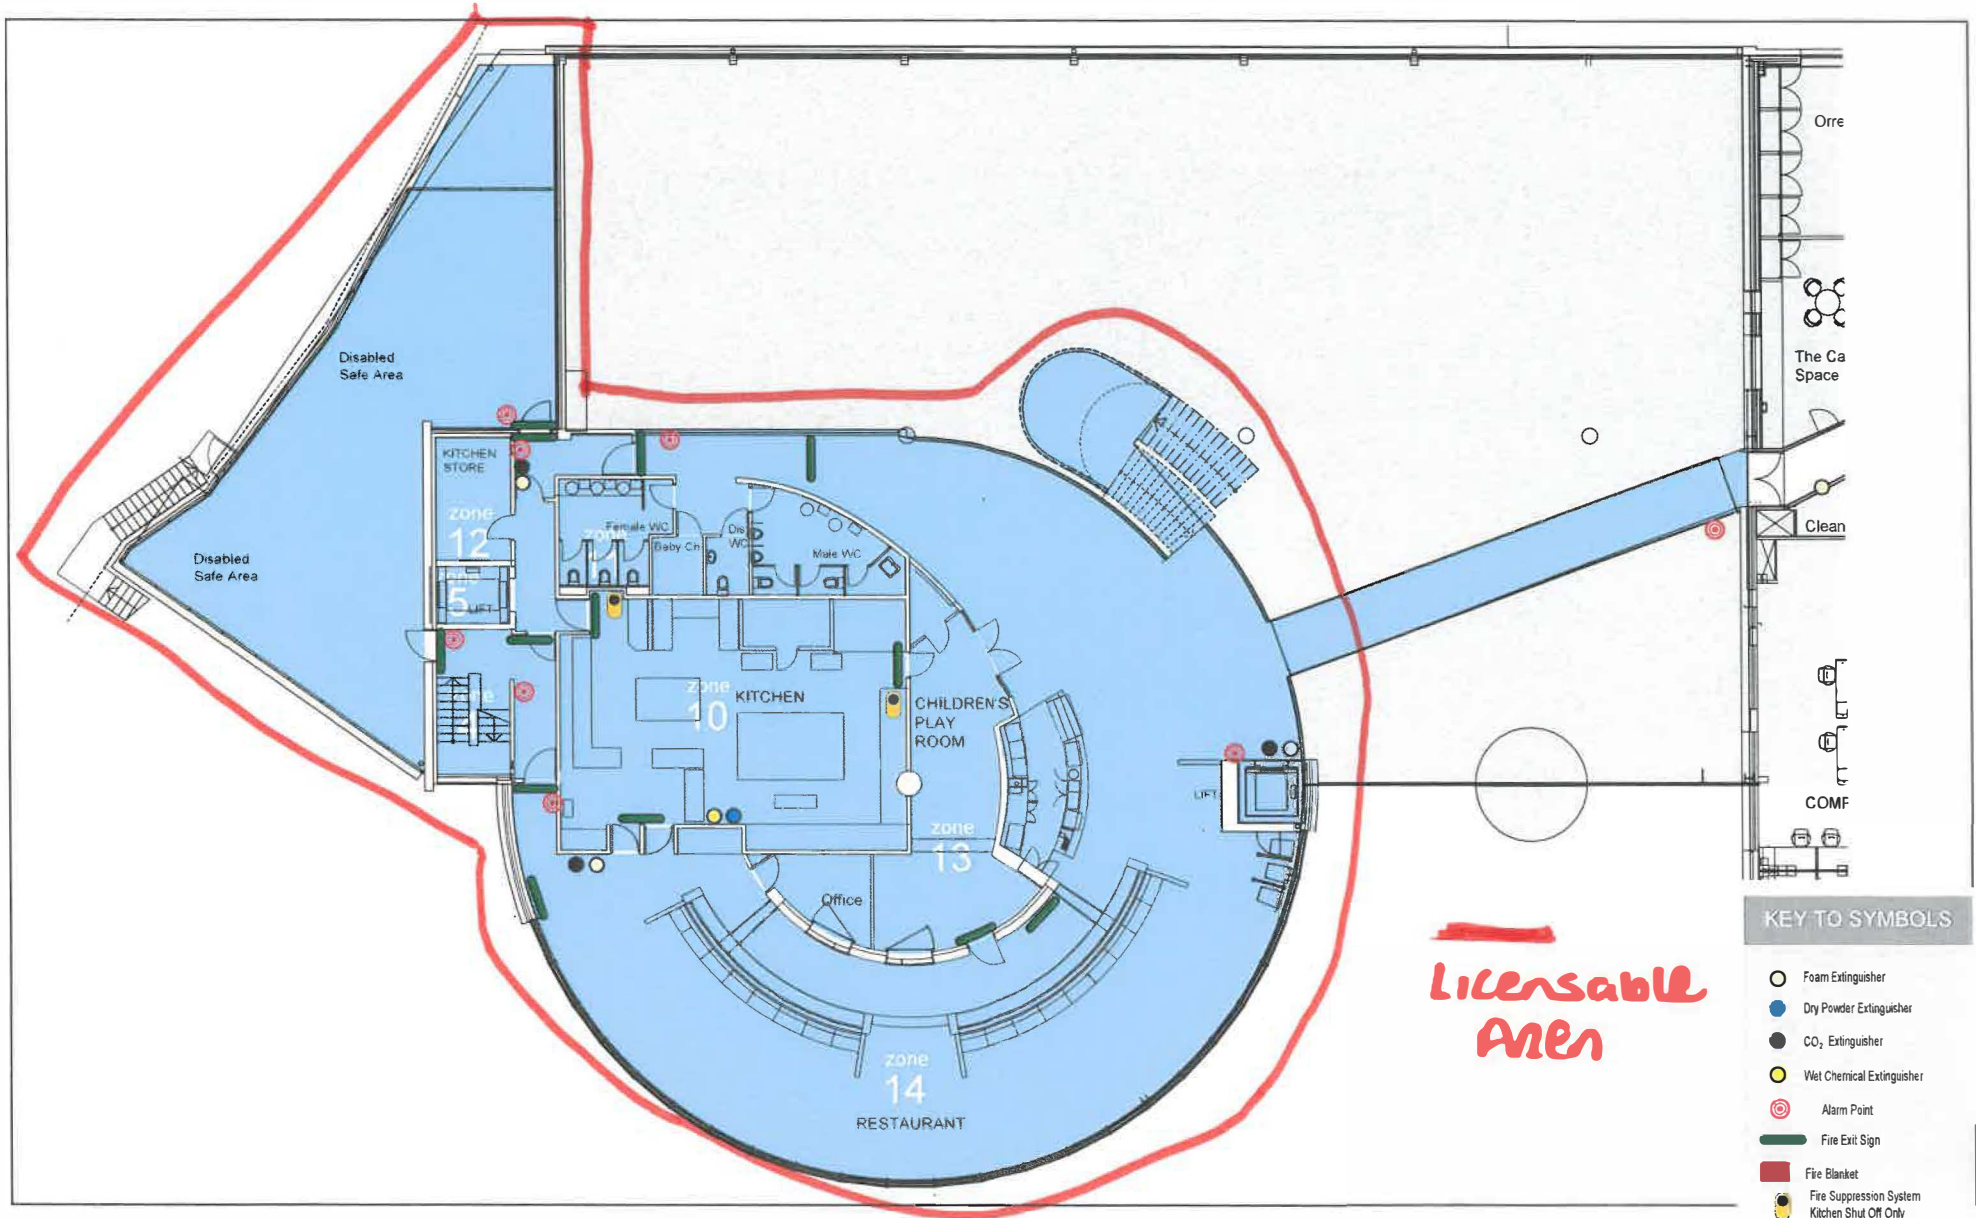 Orre
Disabled
Safe Area
The Ca
Space
KITCHEN
STORE
zone
12
Female WC
zone
Baby Ch
Dis
WC
Male WC
Clean
Disabled
Safe Area
zone
5
LIFT
zone
10
KITCHEN
CHILDREN'S
PLAY
ROOM
LIFT
COMF
zone
13
Office
zone
14
RESTAURANT
Licensable
Area
KEY TO SYMBOLS
Foam Extinguisher
Dry Powder Extinguisher
CO₂ Extinguisher
Wet Chemical Extinguisher
Alarm Point
Fire Exit Sign
Fire Blanket
Fire Suppression System
Kitchen Shut Off Only